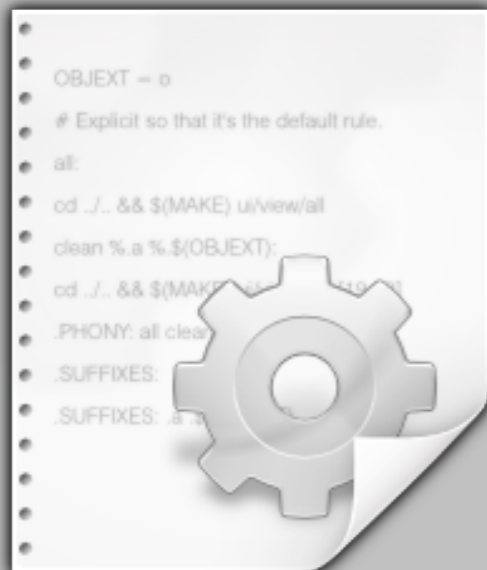 OBJEXT = o
# Explicit so that it's the default rule.
all:
cd ../.. && $(MAKE) ui/view/all
clean %.a %.$(OBJEXT):
cd ../.. && $(MAK
.PHONY: all clean
.SUFFIXES:
.SUFFIXES: .a